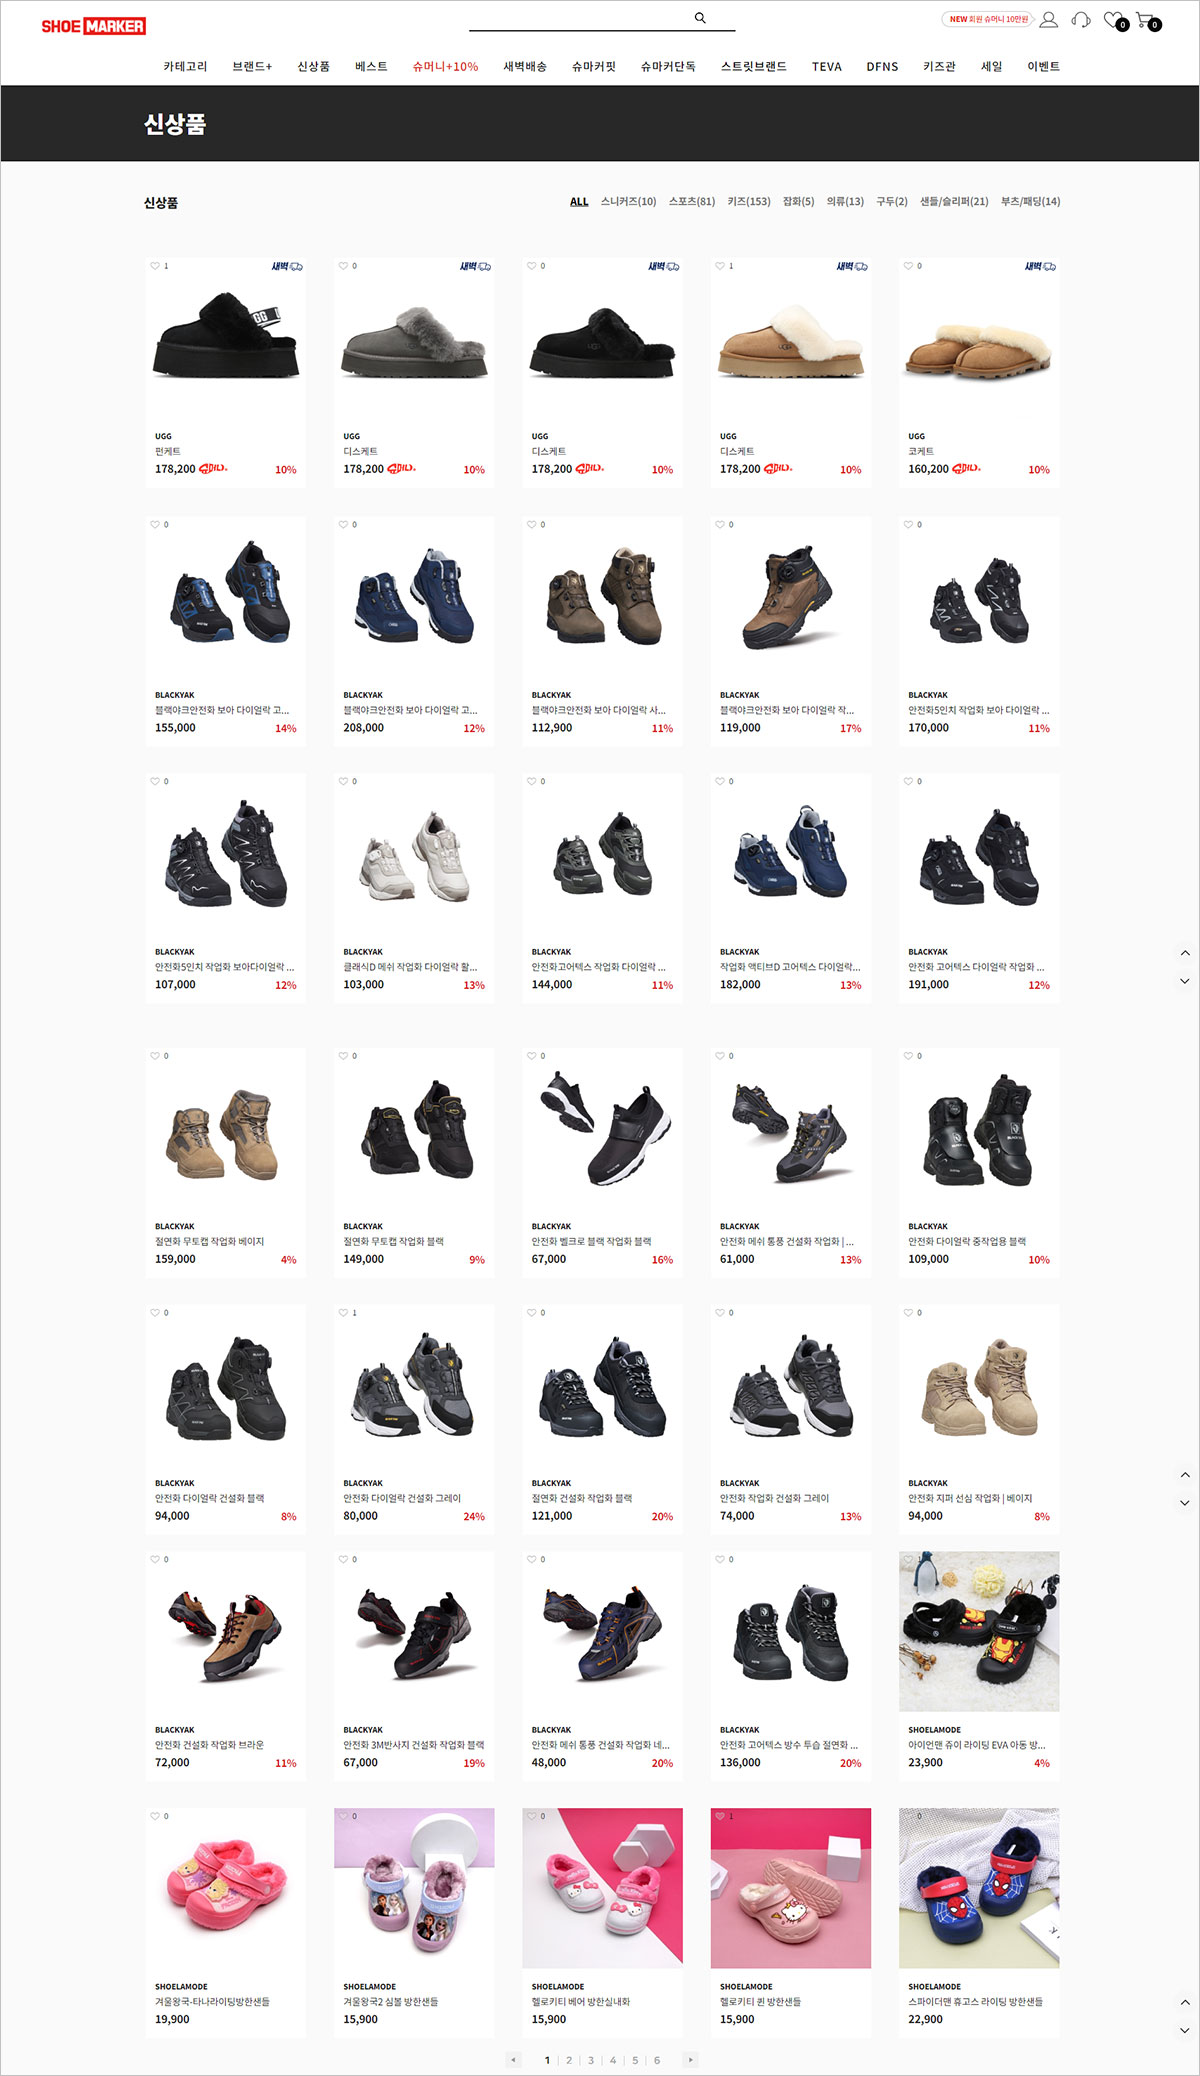 SHOE MARKER
NEW 회원 슈머니 10만원
0
0
카테고리 브랜드+ 신상품 베스트 슈머니+10% 새벽배송 슈마커핏 슈마커단독 스트릿브랜드 TEVA DFNS 키즈관 세일 이벤트
신상품
신상품
ALL 스니커즈(10) 스포츠(81) 키즈(153) 잡화(5) 의류(13) 구두(2) 샌들/슬리퍼(21) 부츠/패딩(14)
1 새벽 0 새벽 0 새벽 1 새벽 0 새벽
UGG UGG UGG UGG UGG
펀케트 디스케트 디스케트 디스케트 코케트
178,200 슈머니 10% 178,200 슈머니 10% 178,200 슈머니 10% 178,200 슈머니 10% 160,200 슈머니 10%
0 0 0 0 0
BLACKYAK BLACKYAK BLACKYAK BLACKYAK BLACKYAK
블랙야크안전화 보아 다이얼락 고... 블랙야크안전화 보아 다이얼락 고... 블랙야크안전화 보아 다이얼락 사... 블랙야크안전화 보아 다이얼락 작... 안전화5인치 작업화 보아 다이얼락 ...
155,000 14% 208,000 12% 112,900 11% 119,000 17% 170,000 11%
0 0 0 0 0
BLACKYAK BLACKYAK BLACKYAK BLACKYAK BLACKYAK
안전화5인치 작업화 보아다이얼락 ... 클래식D 메쉬 작업화 다이얼락 활... 안전화고어텍스 작업화 다이얼락 ... 작업화 액티브D 고어텍스 다이얼락... 안전화 고어텍스 다이얼락 작업화 ...
107,000 12% 103,000 13% 144,000 11% 182,000 13% 191,000 12%
0 0 0 0 0
BLACKYAK BLACKYAK BLACKYAK BLACKYAK BLACKYAK
절연화 무토캡 작업화 베이지 절연화 무토캡 작업화 블랙 안전화 벨크로 블랙 작업화 블랙 안전화 메쉬 통풍 건설화 작업화 | ... 안전화 다이얼락 중작업용 블랙
159,000 4% 149,000 9% 67,000 16% 61,000 13% 109,000 10%
0 1 0 0 0
BLACKYAK BLACKYAK BLACKYAK BLACKYAK BLACKYAK
안전화 다이얼락 건설화 블랙 안전화 다이얼락 건설화 그레이 절연화 건설화 작업화 블랙 안전화 작업화 건설화 그레이 안전화 지퍼 선심 작업화 | 베이지
94,000 8% 80,000 24% 121,000 20% 74,000 13% 94,000 8%
0 0 0 0
BLACKYAK BLACKYAK BLACKYAK BLACKYAK SHOELAMODE
안전화 건설화 작업화 브라운 안전화 3M반사지 건설화 작업화 블랙 안전화 메쉬 통풍 건설화 작업화 네... 안전화 고어텍스 방수 투습 절연화 ... 아이언맨 쥬이 라이팅 EVA 아동 방...
72,000 11% 67,000 19% 48,000 20% 136,000 20% 23,900 4%
0 0 0 1 0
SHOELAMODE SHOELAMODE SHOELAMODE SHOELAMODE SHOELAMODE
겨울왕국-타나라이팅방한샌들 겨울왕국2 심볼 방한샌들 헬로키티 베어 방한실내화 헬로키티 퀸 방한샌들 스파이더맨 휴고스 라이팅 방한샌들
19,900 15,900 15,900 15,900 22,900
1 | 2 | 3 | 4 | 5 | 6